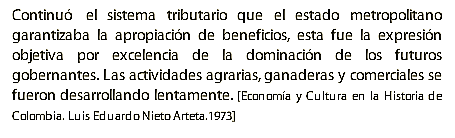 Continuó el sistema tributario que el estado metropolitano
garantizaba la apropiación de beneficios, esta fue la expresión
objetiva por excelencia de la dominación de los futuros
gobernantes. Las actividades agrarias, ganaderas y comerciales se
fueron desarrollando lentamente. [Economía y Cultura en la Historia de
Colombia. Luis Eduardo Nieto Arteta.1973]